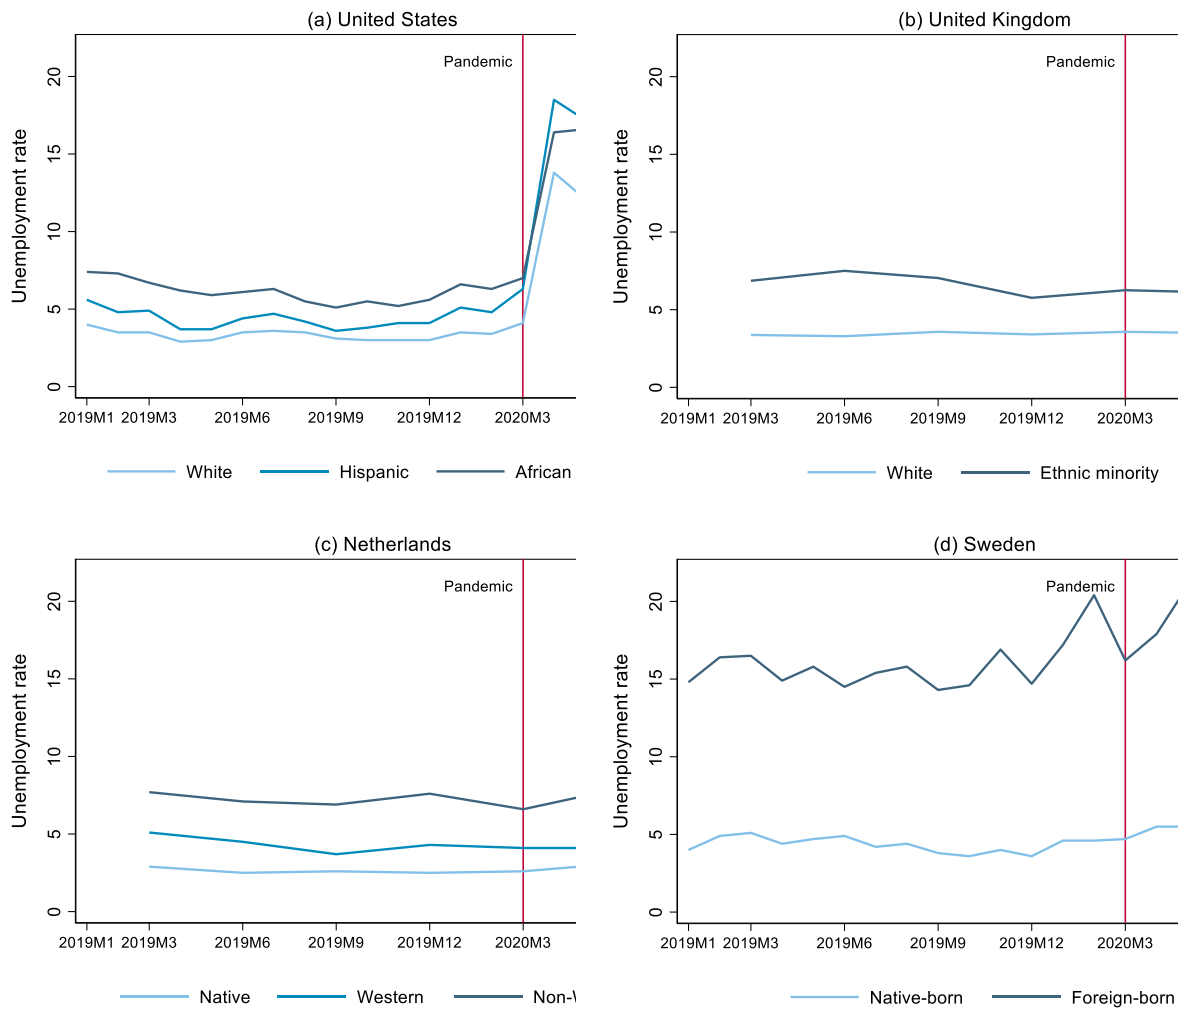 (a) United States
Pandemic
Unemployment rate
20
15
10
5
0
2019M1 2019M3 2019M6 2019M9 2019M12 2020M3
White Hispanic African
(b) United Kingdom
Pandemic
Unemployment rate
20
15
10
5
0
2019M1 2019M3 2019M6 2019M9 2019M12 2020M3
White Ethnic minority
(c) Netherlands
Pandemic
Unemployment rate
20
15
10
5
0
2019M1 2019M3 2019M6 2019M9 2019M12 2020M3
Native Western
(d) Sweden
Pandemic
Unemployment rate
20
15
10
5
0
2019M1 2019M3 2019M6 2019M9 2019M12 2020M3
Native-born Foreign-born